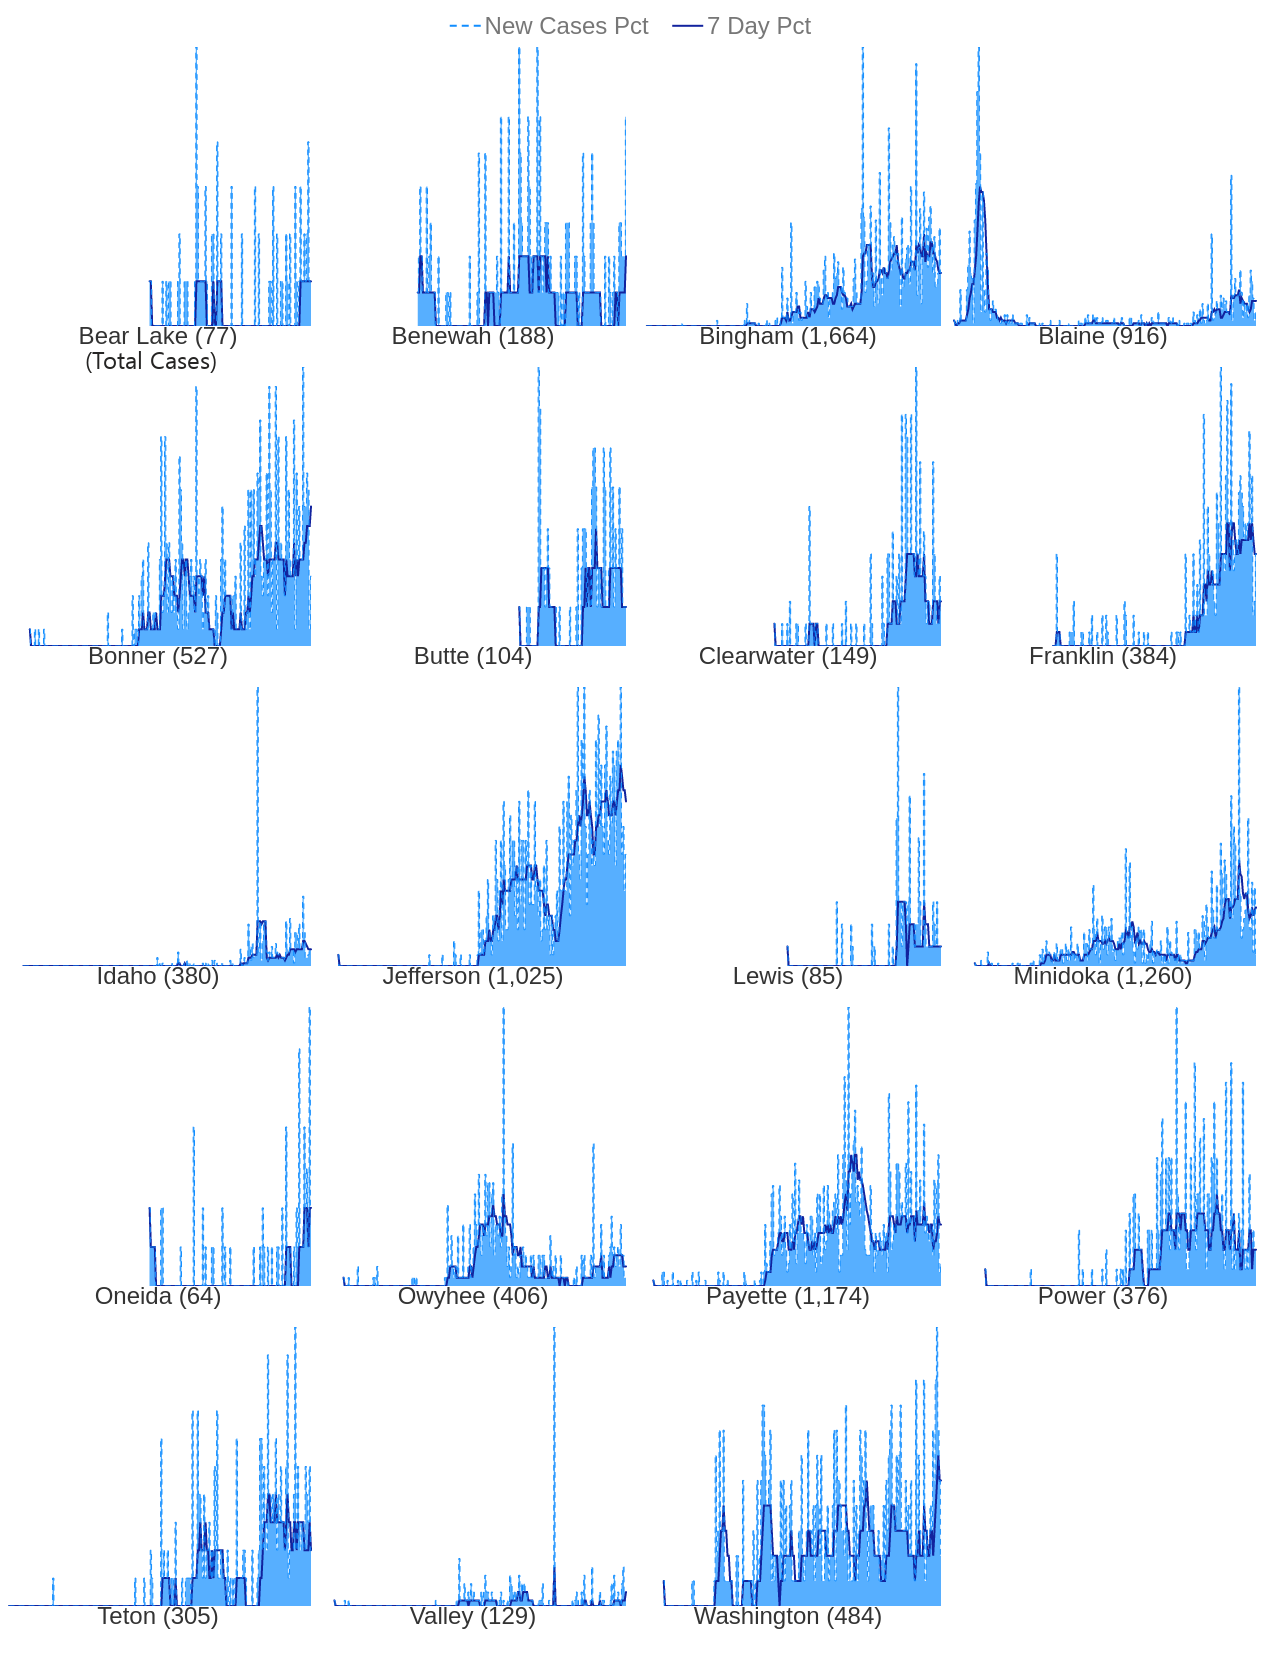 New Cases Pct 7 Day Pct
Bear Lake (77) Benewah (188) Bingham (1,664) Blaine (916)
(Total Cases)
Bonner (527) Butte (104) Clearwater (149) Franklin (384)
Idaho (380) Jefferson (1,025) Lewis (85) Minidoka (1,260)
Oneida (64) Owyhee (406) Payette (1,174) Power (376)
Teton (305) Valley (129) Washington (484)